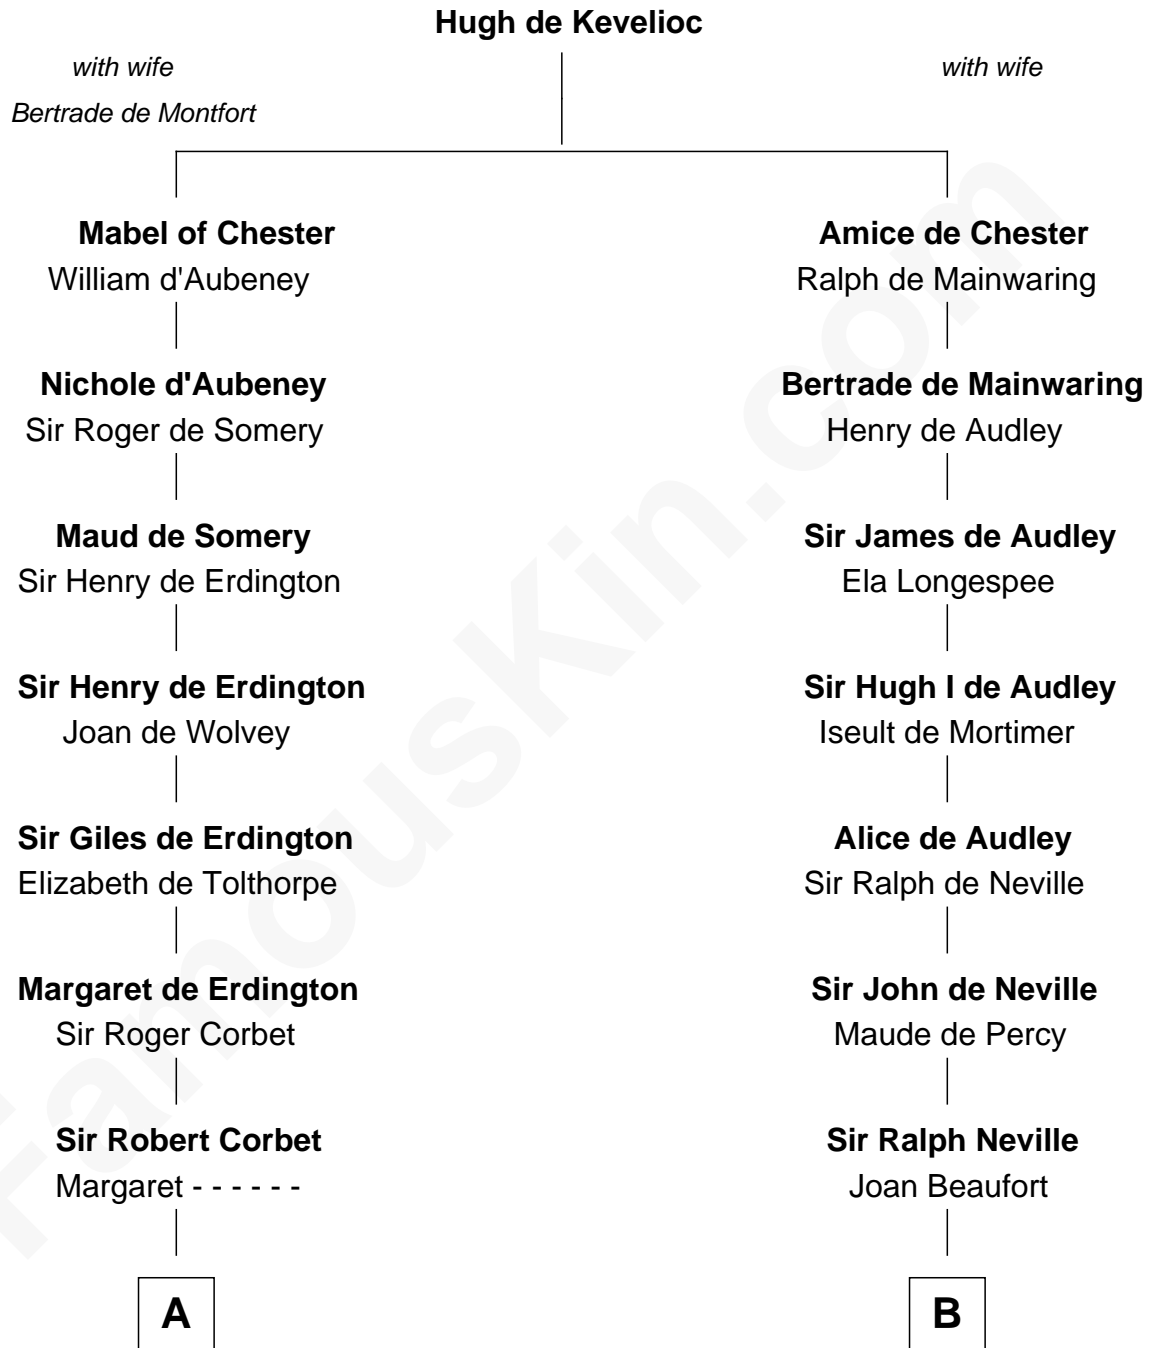 Hugh de Kevelioc
with wife
with wife
Bertrade de Montfort
Mabel of Chester
William d'Aubeney
Amice de Chester
Ralph de Mainwaring
Nichole d'Aubeney
Sir Roger de Somery
Bertrade de Mainwaring
Henry de Audley
Maud de Somery
Sir Henry de Erdington
Sir James de Audley
Ela Longespee
Sir Henry de Erdington
Joan de Wolvey
Sir Hugh I de Audley
Iseult de Mortimer
Sir Giles de Erdington
Elizabeth de Tolthorpe
Alice de Audley
Sir Ralph de Neville
Margaret de Erdington
Sir Roger Corbet
Sir John de Neville
Maude de Percy
Sir Robert Corbet
Margaret - - - - - -
Sir Ralph Neville
Joan Beaufort
A
B
FamousKin.com